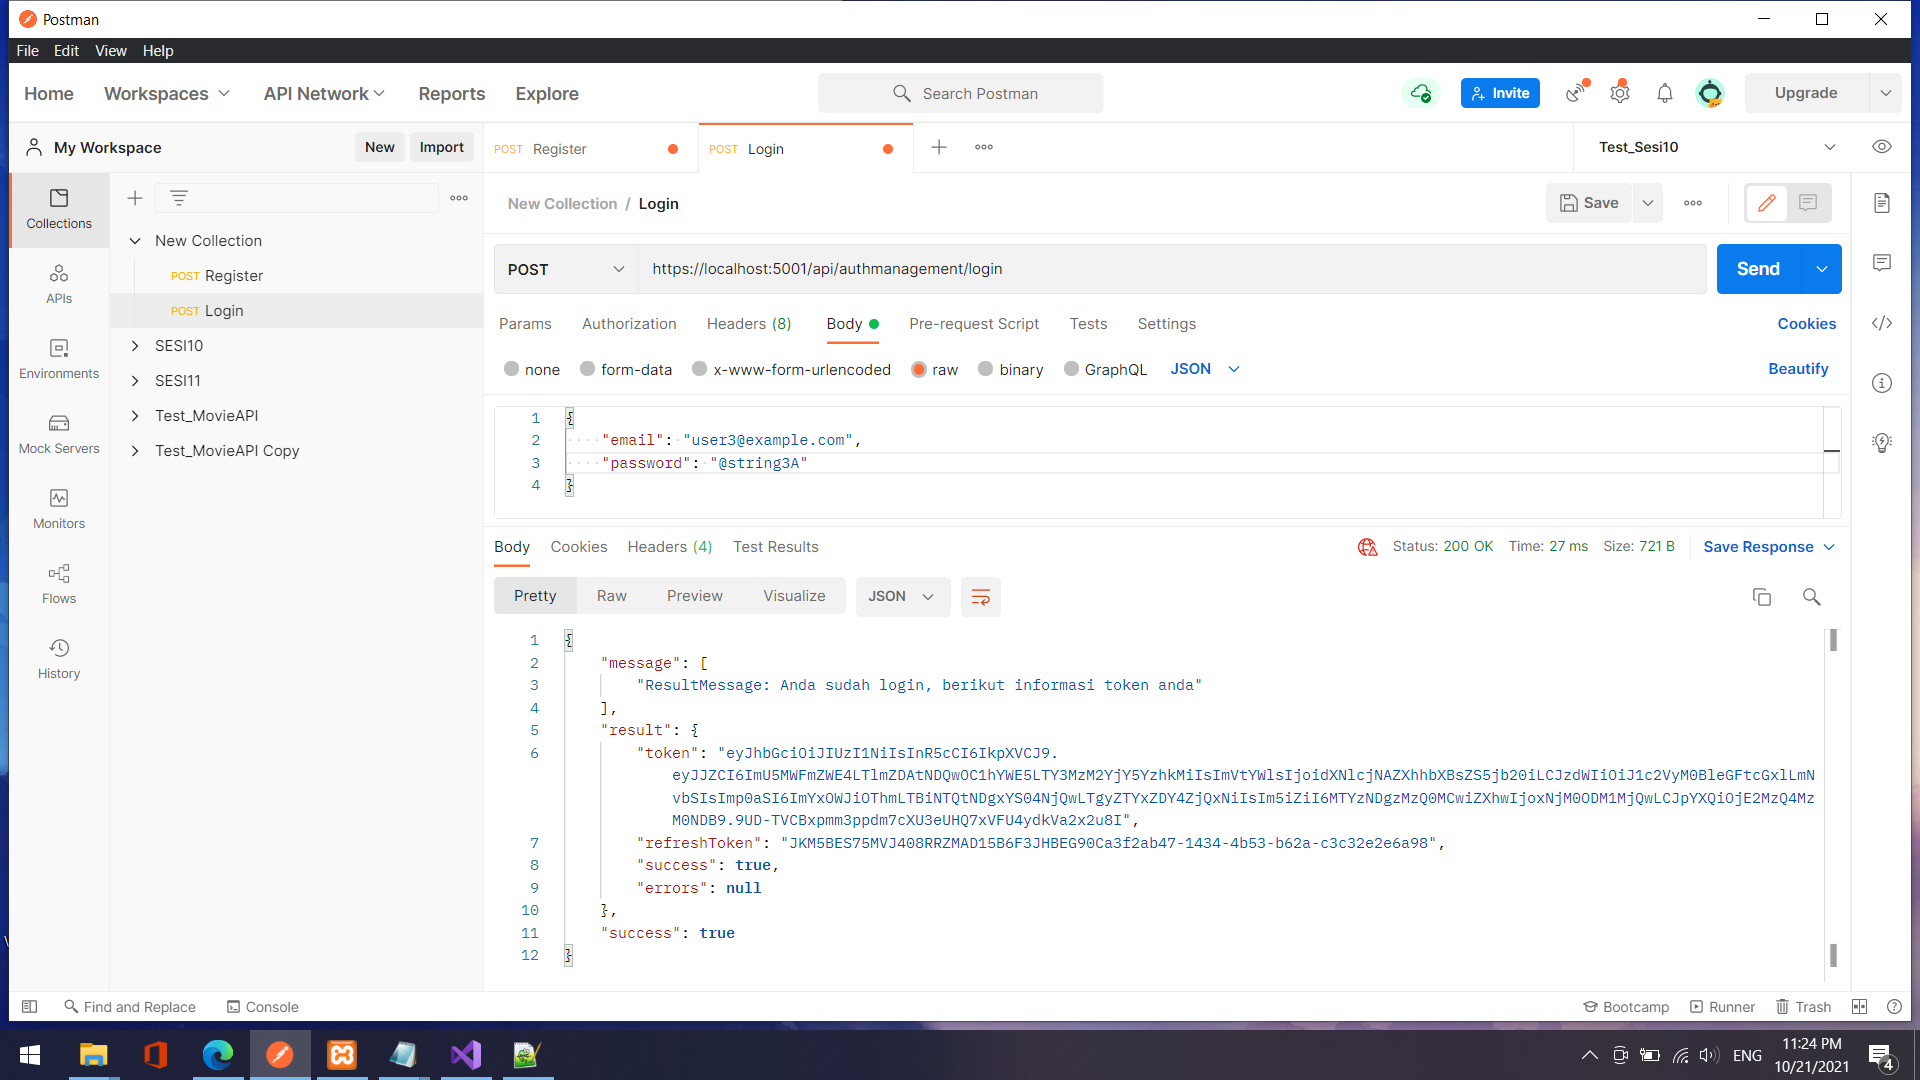 Postman
File Edit View Help
Home Workspaces API Network Reports Explore Search Postman Invite Upgrade
My Workspace New Import POST Register POST Login Test_Sesi10
Collections
APIs
Environments
Mock Servers
Monitors
Flows
History
New Collection
POST Register
POST Login
SESI10
SESI11
Test_MovieAPI
Test_MovieAPI Copy
New Collection / Login Save
POST https://localhost:5001/api/authmanagement/login Send
Params Authorization Headers (8) Body Pre-request Script Tests Settings Cookies
none form-data x-www-form-urlencoded raw binary GraphQL JSON Beautify
1 {
2 "email": "user3@example.com",
3 "password": "@string3A"
4 }
Body Cookies Headers (4) Test Results Status: 200 OK Time: 27 ms Size: 721 B Save Response
Pretty Raw Preview Visualize JSON
1 {
2 "message": [
3 "ResultMessage: Anda sudah login, berikut informasi token anda"
4 ],
5 "result": {
6 "token": "eyJhbGciOiJIUzI1NiIsInR5cCI6IkpXVCJ9.
eyJJZCI6ImU5MWFmZWE4LTlmZDAtNDQwOC1hYWE5LTY3MzM2YjY5YzhkMiIsImVtYWlsIjoidXNlcjNAZXhhbXBsZS5jb20iLCJzdWIiOiJ1c2VyM0BleGFtcGxlLmN
vbSIsImp0aSI6ImYxOWJiOThmLTBiNTQtNDgxYS04NjQwLTgyZTYxZDY4ZjQxNiIsIm5iZiI6MTYzNDgzMzQ0MCwiZXhwIjoxNjM0ODM1MjQwLCJpYXQiOjE2MzQ4Mz
M0NDB9.9UD-TVCBxpmm3ppdm7cXU3eUHQ7xVFU4ydkVa2x2u8I",
7 "refreshToken": "JKM5BES75MVJ408RRZMAD15B6F3JHBEG90Ca3f2ab47-1434-4b53-b62a-c3c32e2e6a98",
8 "success": true,
9 "errors": null
10 },
11 "success": true
12 }
Find and Replace Console Bootcamp Runner Trash
ENG
11:24 PM
10/21/2021
4